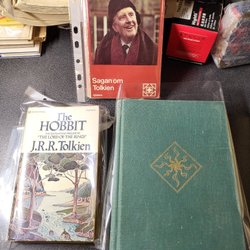 Sagan om
Tolkien
The
HOBBIT
"THE LORD OF THE RINGS"
J.R.R. Tolkien